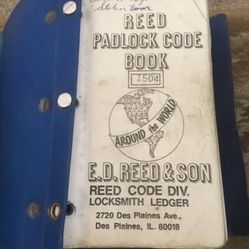 REED
PADLOCK CODE
BOOK
1504
AROUND THE WORLD
E.D. REED & SON
REED CODE DIV.
LOCKSMITH LEDGER
2720 Des Plaines Ave.,
Des Plaines, IL. 60018